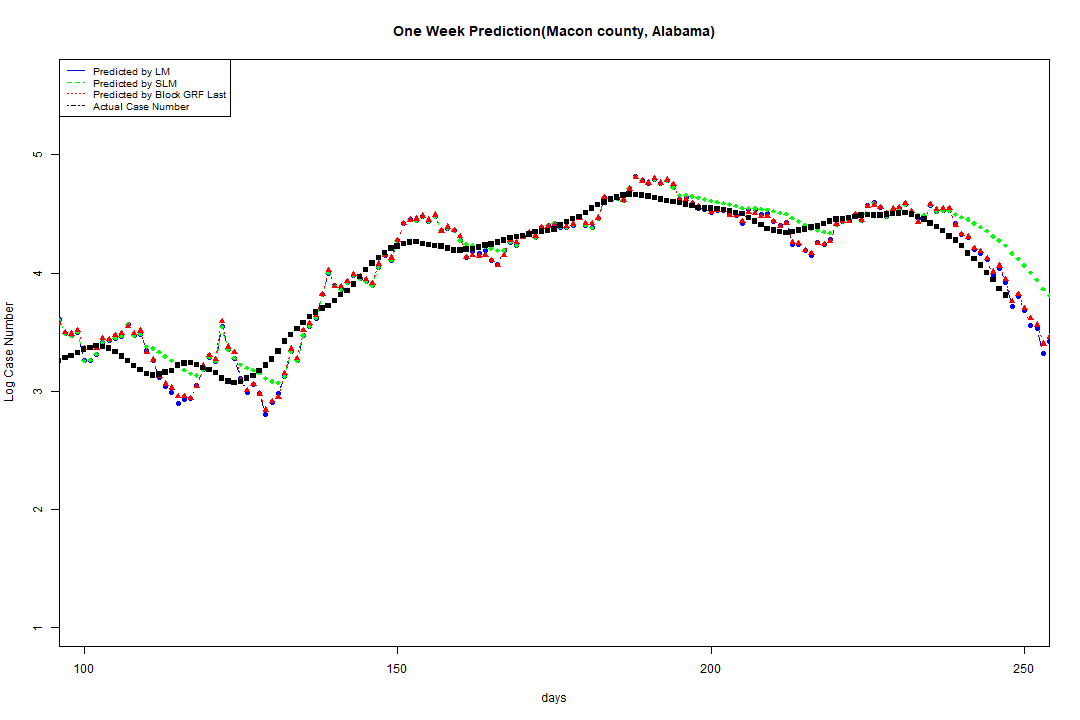 One Week Prediction(Macon county, Alabama)
Predicted by LM
Predicted by SLM
Predicted by Block GRF Last
Actual Case Number
5
4
3
2
1
Log Case Number
100 150 200 250
days